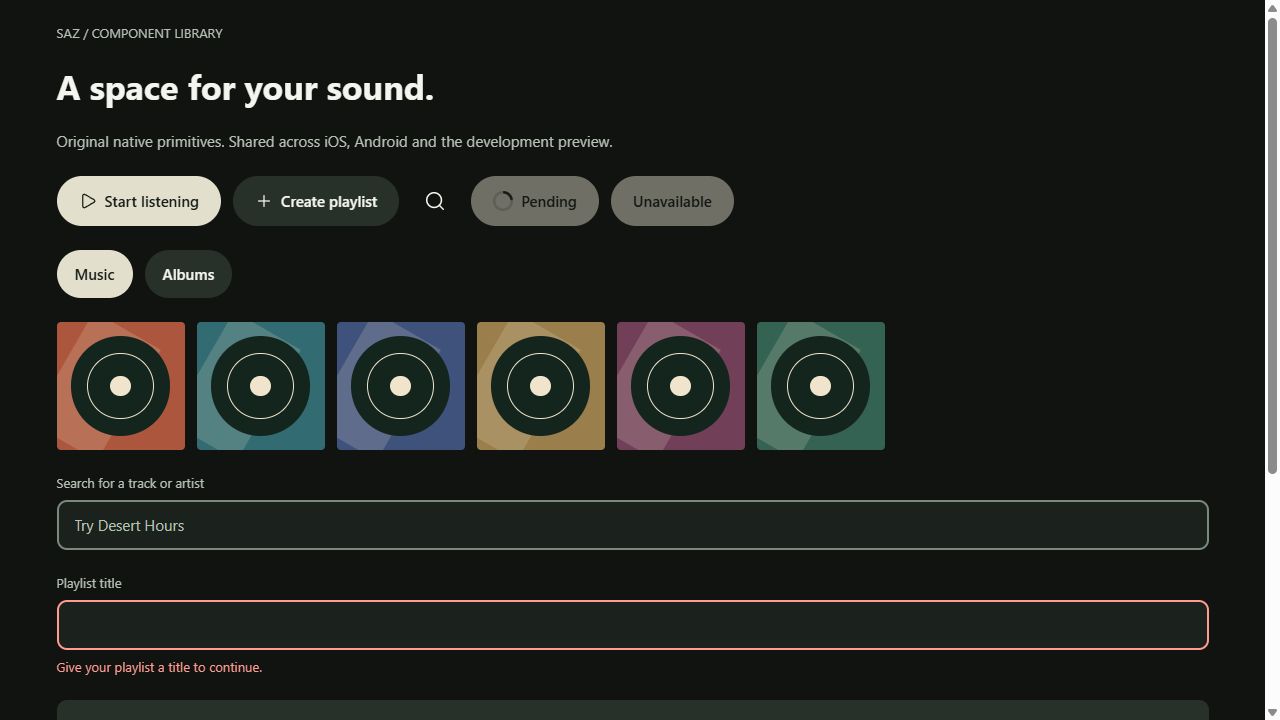 SAZ / COMPONENT LIBRARY
A space for your sound.
Original native primitives. Shared across iOS, Android and the development preview.
Start listening
Create playlist
Pending
Unavailable
Music
Albums
Search for a track or artist
Try Desert Hours
Playlist title
Give your playlist a title to continue.